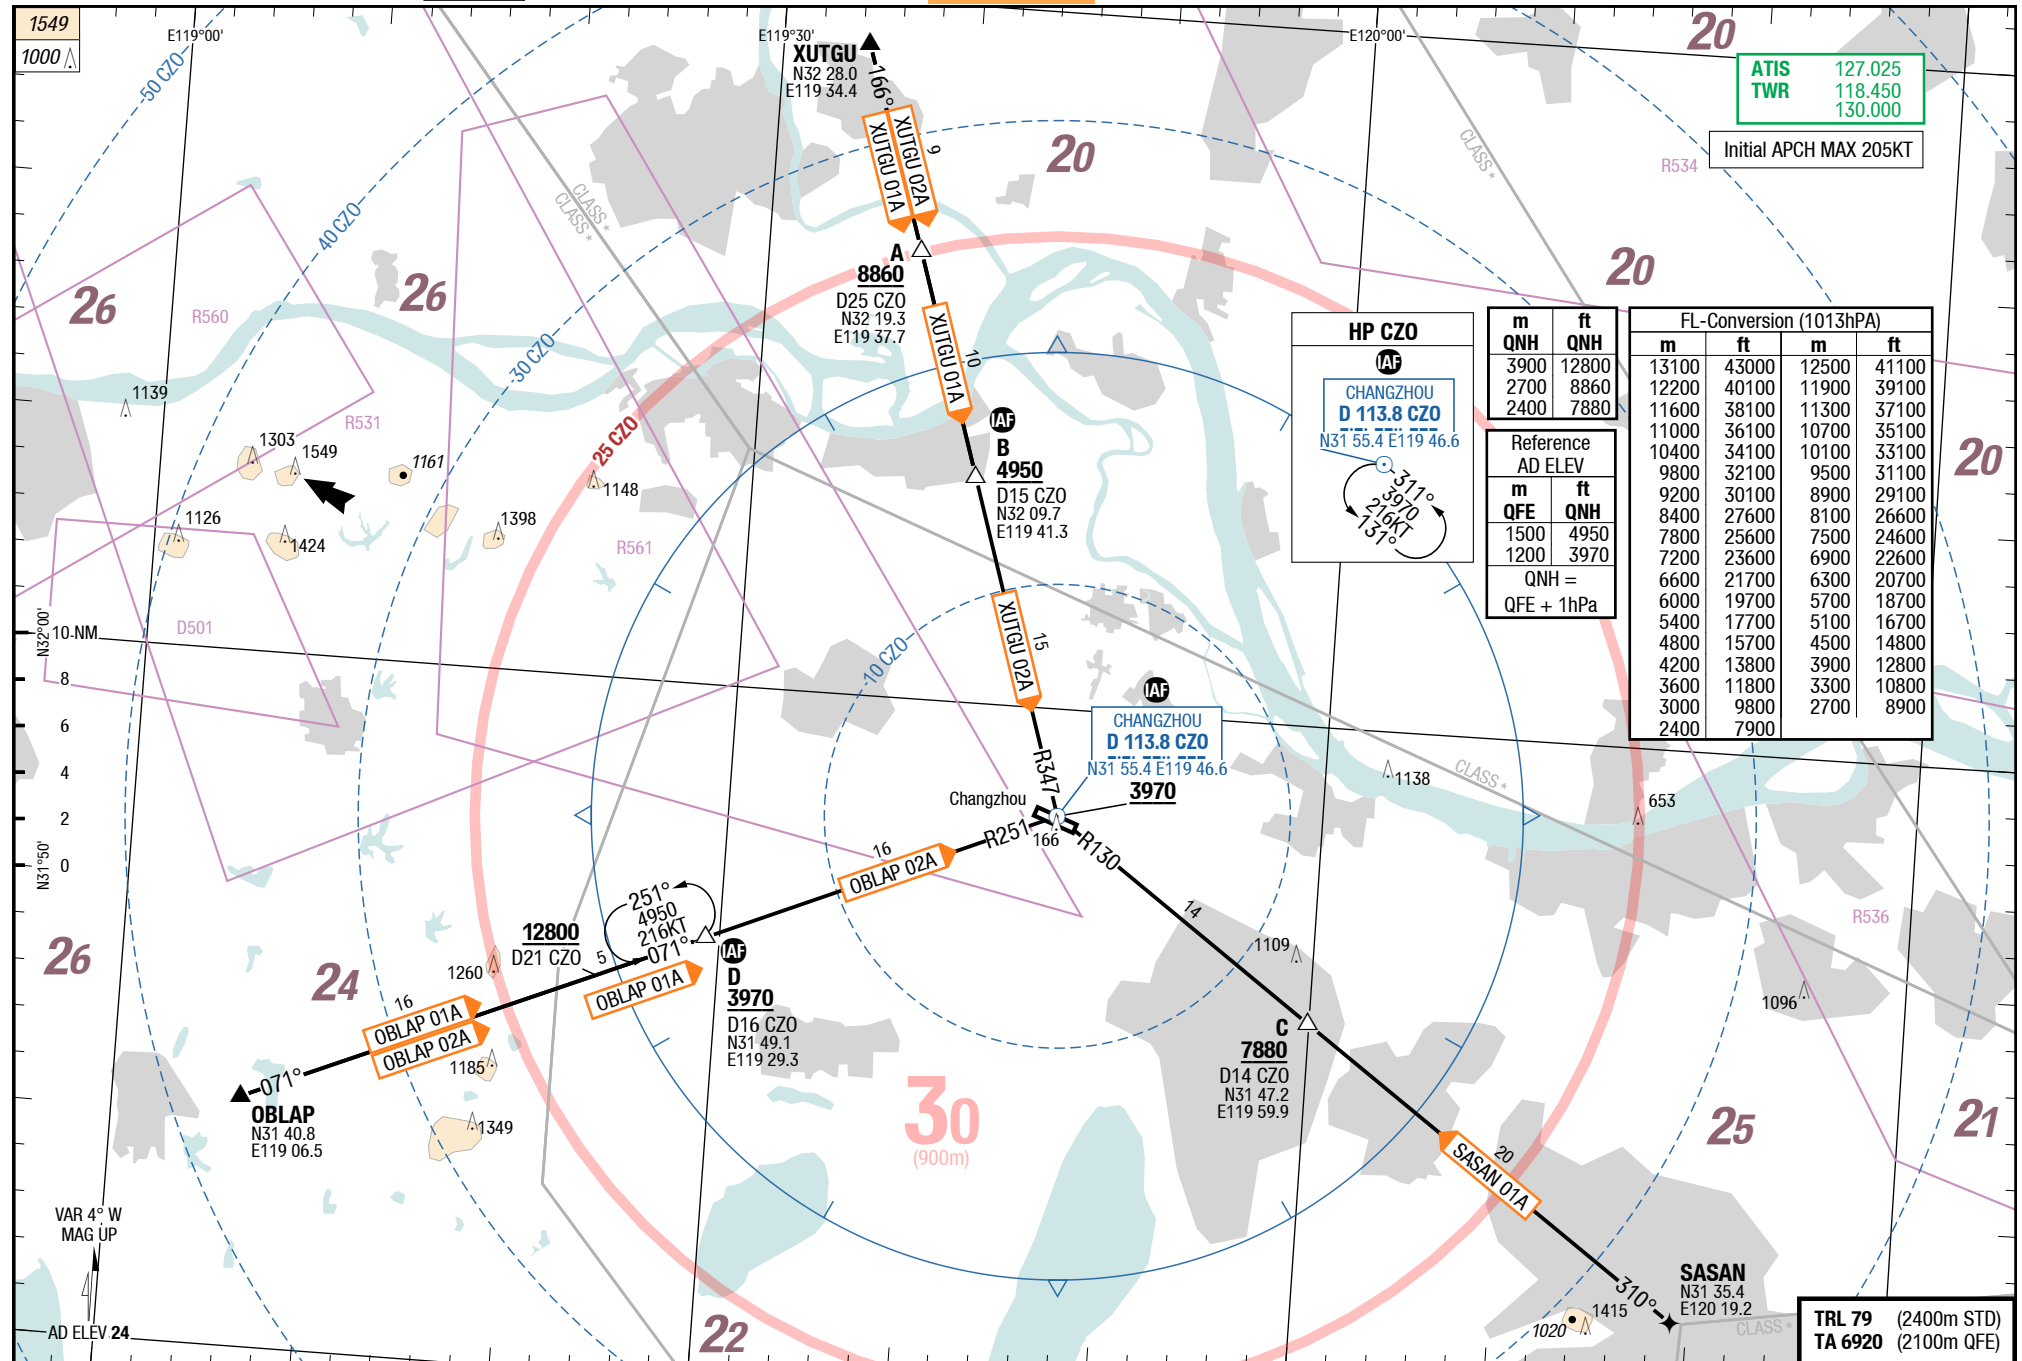 1549
1000
E119°00'
E119°30'
E120°00'
50 CZO
40 CZO
30 CZO
25 CZO
10 CZO
XUTGU
N32 28.0
E119 34.4
166°
XUTGU 01A
XUTGU 02A
9
A
8860
D25 CZO
N32 19.3
E119 37.7
XUTGU 01A
10
IAF
B
4950
D15 CZO
N32 09.7
E119 41.3
XUTGU 02A
15
R347
20
20
20
20
26
26
26
24
22
25
21
30
(900m)
ATIS 127.025
TWR 118.450
130.000
Initial APCH MAX 205KT
CLASS *
CLASS *
CLASS *
CLASS *
CLASS *
R534
R560
R531
R561
D501
R536
HP CZO
IAF
CHANGZHOU
D 113.8 CZO
N31 55.4 E119 46.6
311°
3970
216KT
131°
m ft
QNH QNH
3900 12800
2700 8860
2400 7880
Reference
AD ELEV
m ft
QFE QNH
1500 4950
1200 3970
QNH =
QFE + 1hPa
FL-Conversion (1013hPA)
m ft m ft
13100 43000 12500 41100
12200 40100 11900 39100
11600 38100 11300 37100
11000 36100 10700 35100
10400 34100 10100 33100
9800 32100 9500 31100
9200 30100 8900 29100
8400 27600 8100 26600
7800 25600 7500 24600
7200 23600 6900 22600
6600 21700 6300 20700
6000 19700 5700 18700
5400 17700 5100 16700
4800 15700 4500 14800
4200 13800 3900 12800
3600 11800 3300 10800
3000 9800 2700 8900
2400 7900
1139
1303
1549
1161
1126
1424
1398
1148
1138
653
1109
1096
1260
1185
1349
1415
1020
166
N32°00'
10 NM
8
6
4
2
0
N31°50'
IAF
CHANGZHOU
D 113.8 CZO
N31 55.4 E119 46.6
3970
Changzhou
R251
R130
16
OBLAP 02A
251°
4950
216KT
071°
12800
D21 CZO
5
OBLAP 01A
IAF
D
3970
D16 CZO
N31 49.1
E119 29.3
16
OBLAP 01A
OBLAP 02A
071°
OBLAP
N31 40.8
E119 06.5
14
C
7880
D14 CZO
N31 47.2
E119 59.9
20
SASAN 01A
310°
SASAN
N31 35.4
E120 19.2
VAR 4° W
MAG UP
AD ELEV 24
TRL 79 (2400m STD)
TA 6920 (2100m QFE)